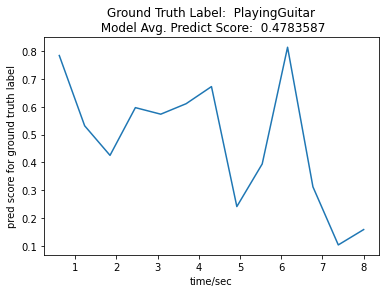 Ground Truth Label:  PlayingGuitar
Model Avg. Predict Score:  0.4783587
0.8
0.7
0.6
0.5
0.4
0.3
0.2
0.1
pred score for ground truth label
1 2 3 4 5 6 7 8
time/sec